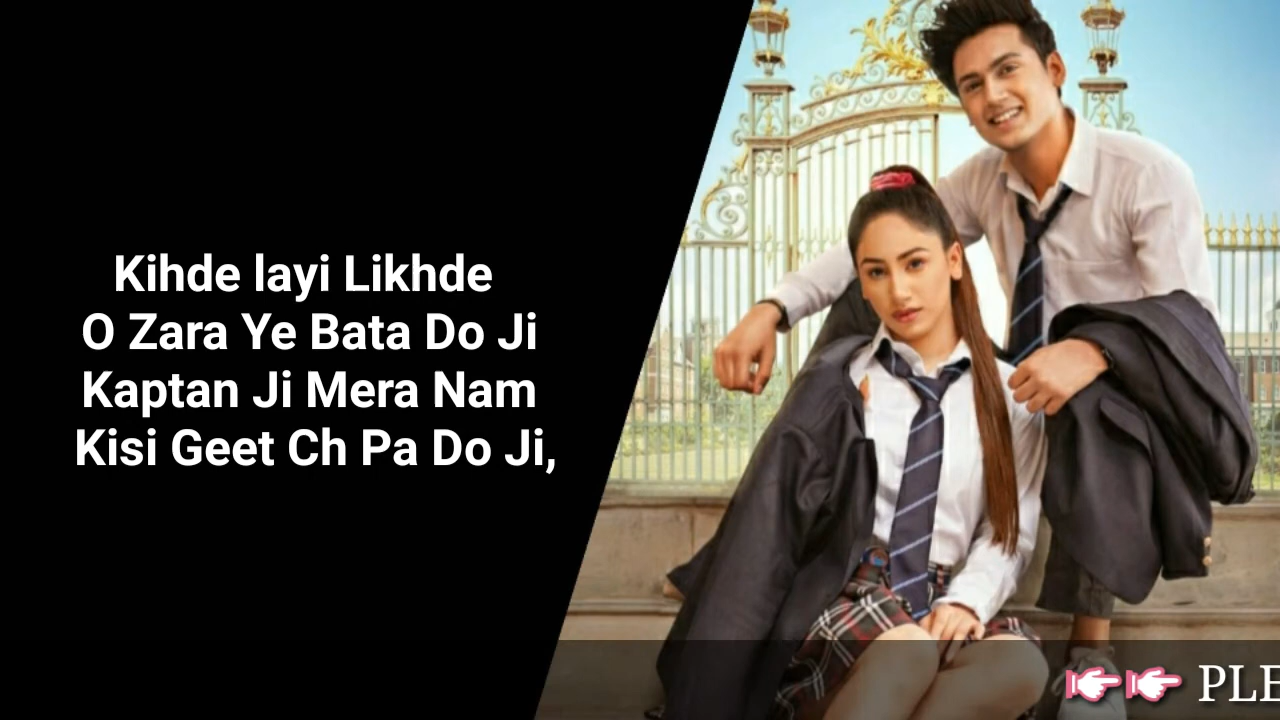 Kihde layi Likhde
O Zara Ye Bata Do Ji
Kaptan Ji Mera Nam
Kisi Geet Ch Pa Do Ji,
👉👉 PLE